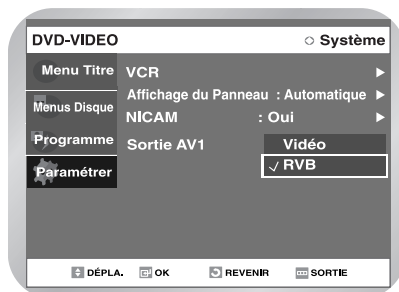 DVD-VIDEO Système
Menu Titre
Menus Disque
Programme
Paramétrer
VCR
Affichage du Panneau : Automatique
NICAM : Oui
Sortie AV1
Vidéo
✓ RVB
DÉPLA. OK REVENIR SORTIE